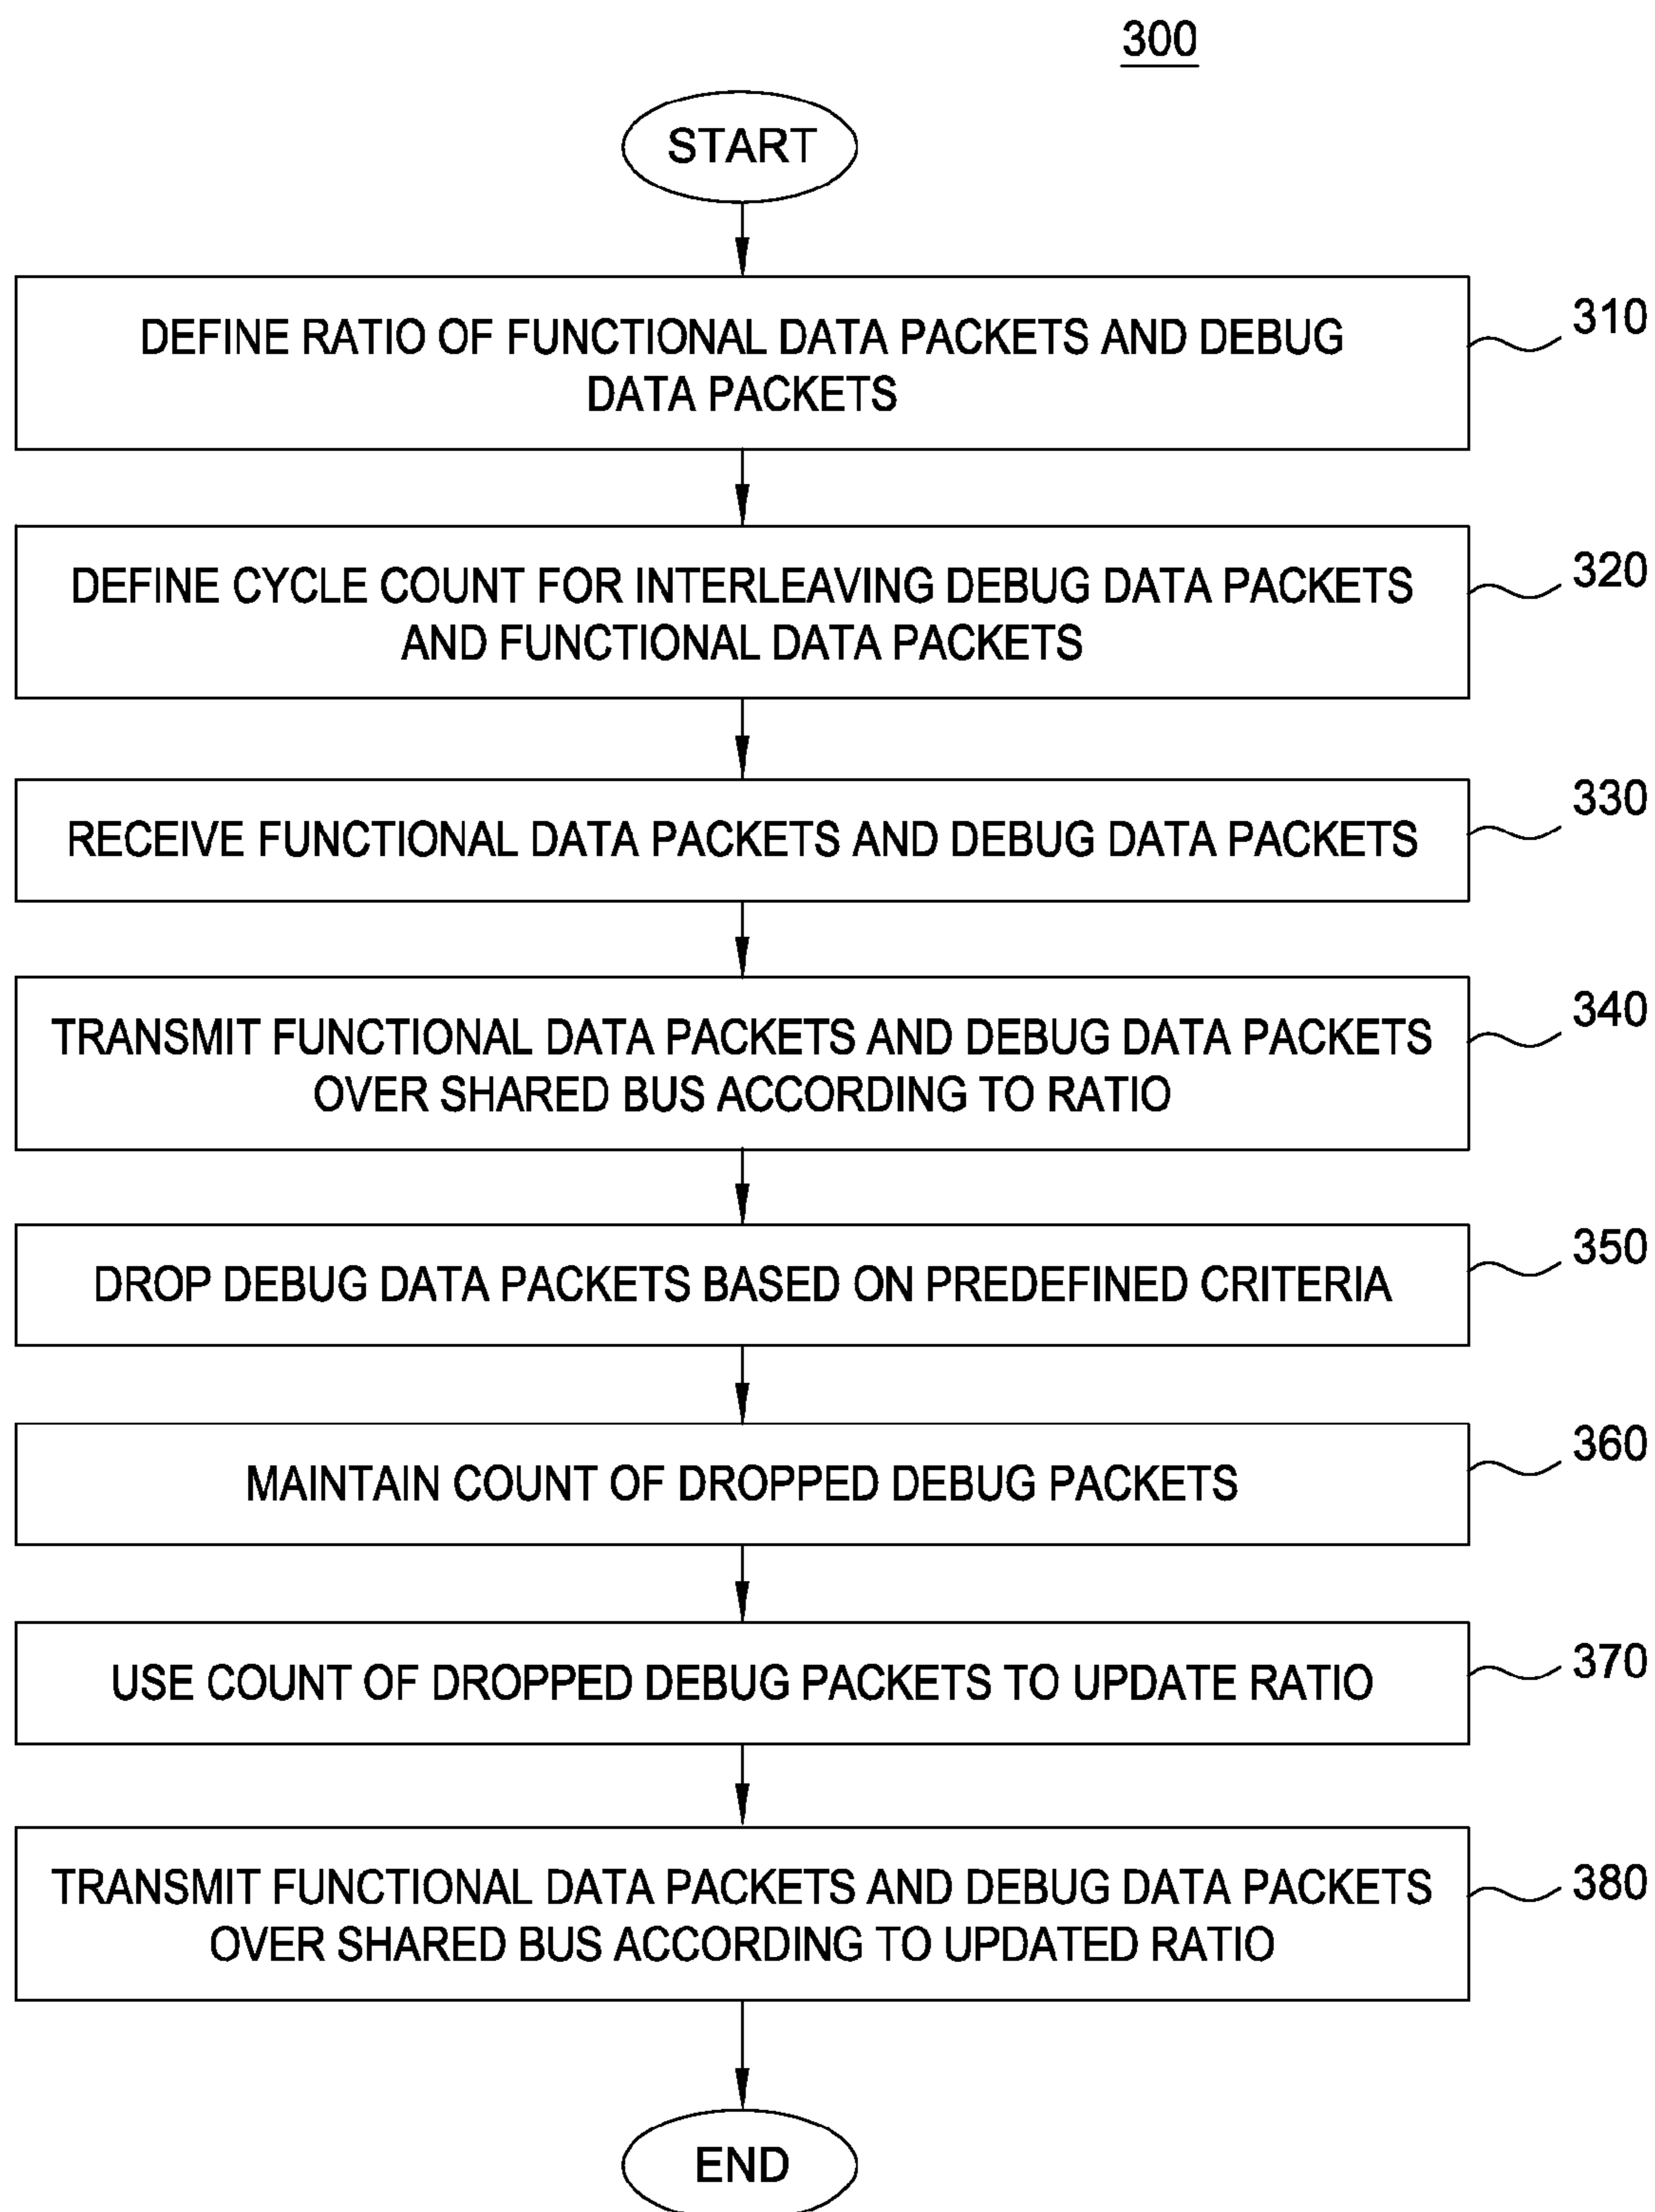 300
START
DEFINE RATIO OF FUNCTIONAL DATA PACKETS AND DEBUG
DATA PACKETS
310
DEFINE CYCLE COUNT FOR INTERLEAVING DEBUG DATA PACKETS
AND FUNCTIONAL DATA PACKETS
320
RECEIVE FUNCTIONAL DATA PACKETS AND DEBUG DATA PACKETS
330
TRANSMIT FUNCTIONAL DATA PACKETS AND DEBUG DATA PACKETS
OVER SHARED BUS ACCORDING TO RATIO
340
DROP DEBUG DATA PACKETS BASED ON PREDEFINED CRITERIA
350
MAINTAIN COUNT OF DROPPED DEBUG PACKETS
360
USE COUNT OF DROPPED DEBUG PACKETS TO UPDATE RATIO
370
TRANSMIT FUNCTIONAL DATA PACKETS AND DEBUG DATA PACKETS
OVER SHARED BUS ACCORDING TO UPDATED RATIO
380
END